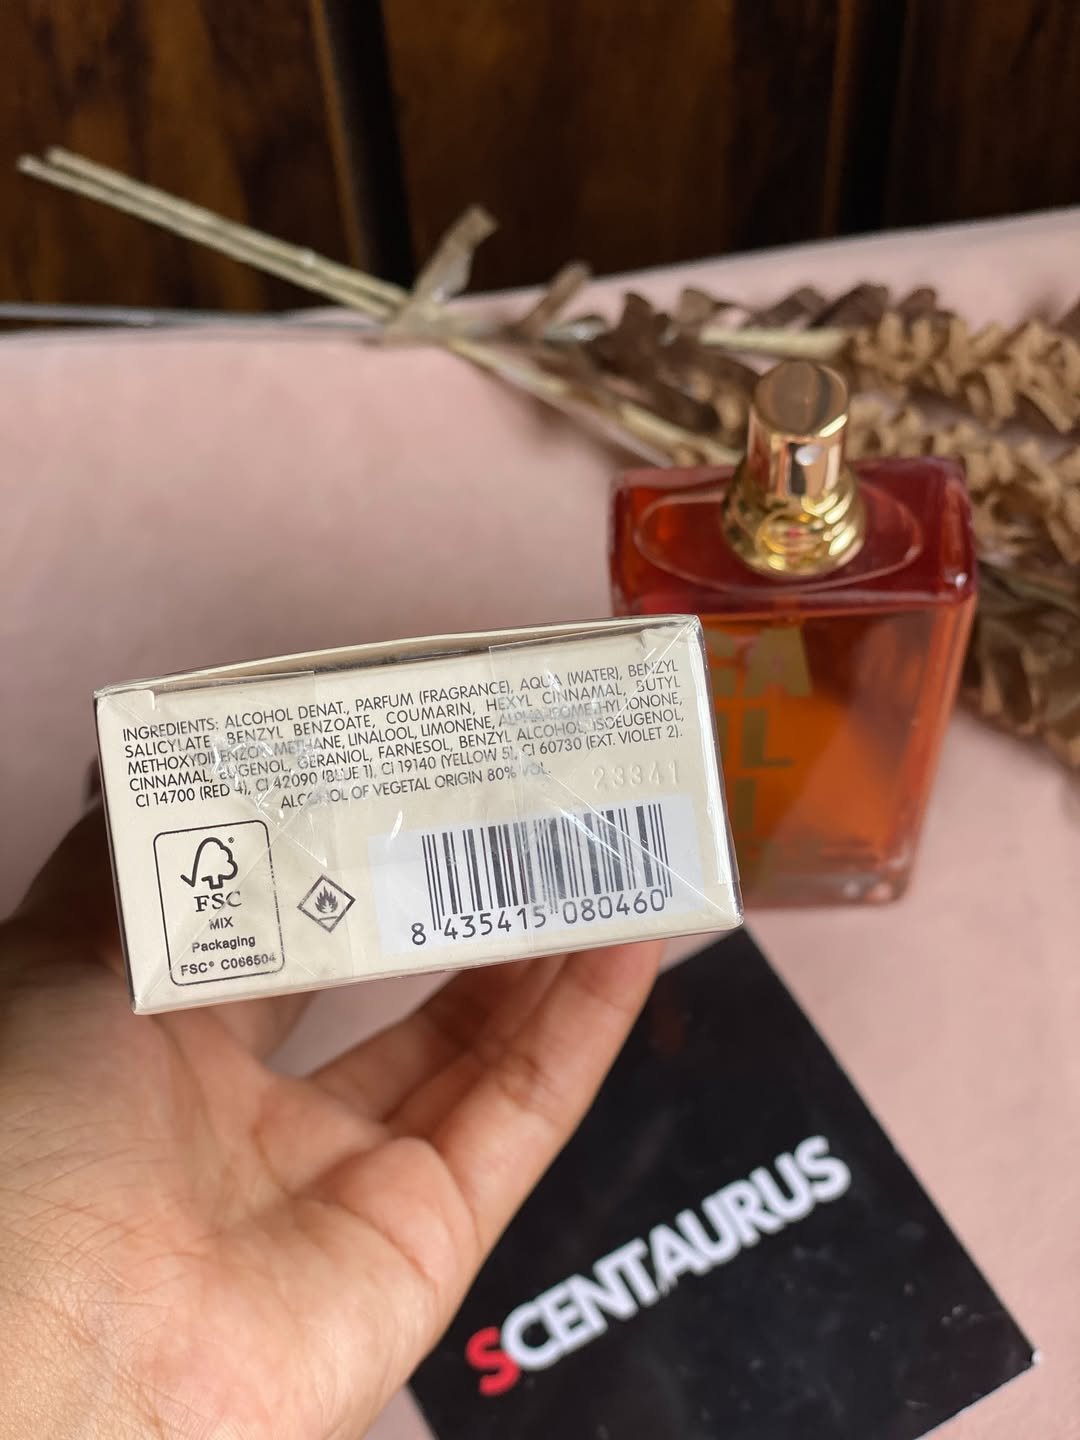 INGREDIENTS: ALCOHOL DENAT., PARFUM (FRAGRANCE), AQUA (WATER), BENZYL
SALICYLATE, BENZYL BENZOATE, COUMARIN, HEXYL CINNAMAL, BUTYL
METHOXYDIBENZOYLMETHANE, LINALOOL, LIMONENE, ALPHA-ISOMETHYL IONONE,
CINNAMAL, EUGENOL, GERANIOL, FARNESOL, BENZYL ALCOHOL, ISOEUGENOL,
CI 14700 (RED 4), CI 42090 (BLUE 1), CI 19140 (YELLOW 5), CI 60730 (EXT. VIOLET 2).
ALCOHOL OF VEGETAL ORIGIN 80% VOL.
23341
FSC®
MIX
Packaging
FSC® C066504
8 435415 080460
SCENTAURUS